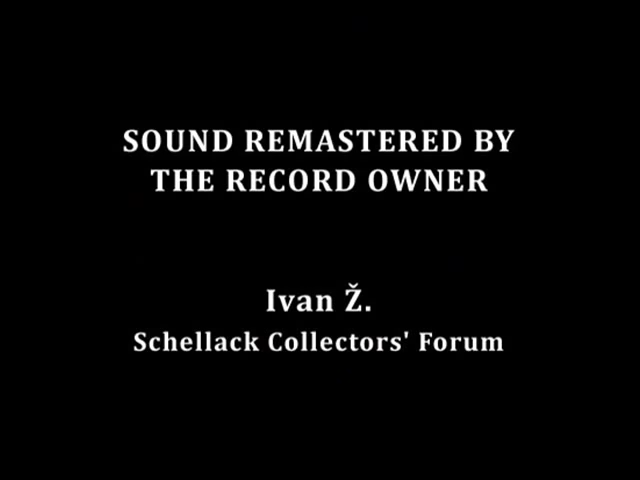 SOUND REMASTERED BY
THE RECORD OWNER
Ivan Ž.
Schellack Collectors' Forum